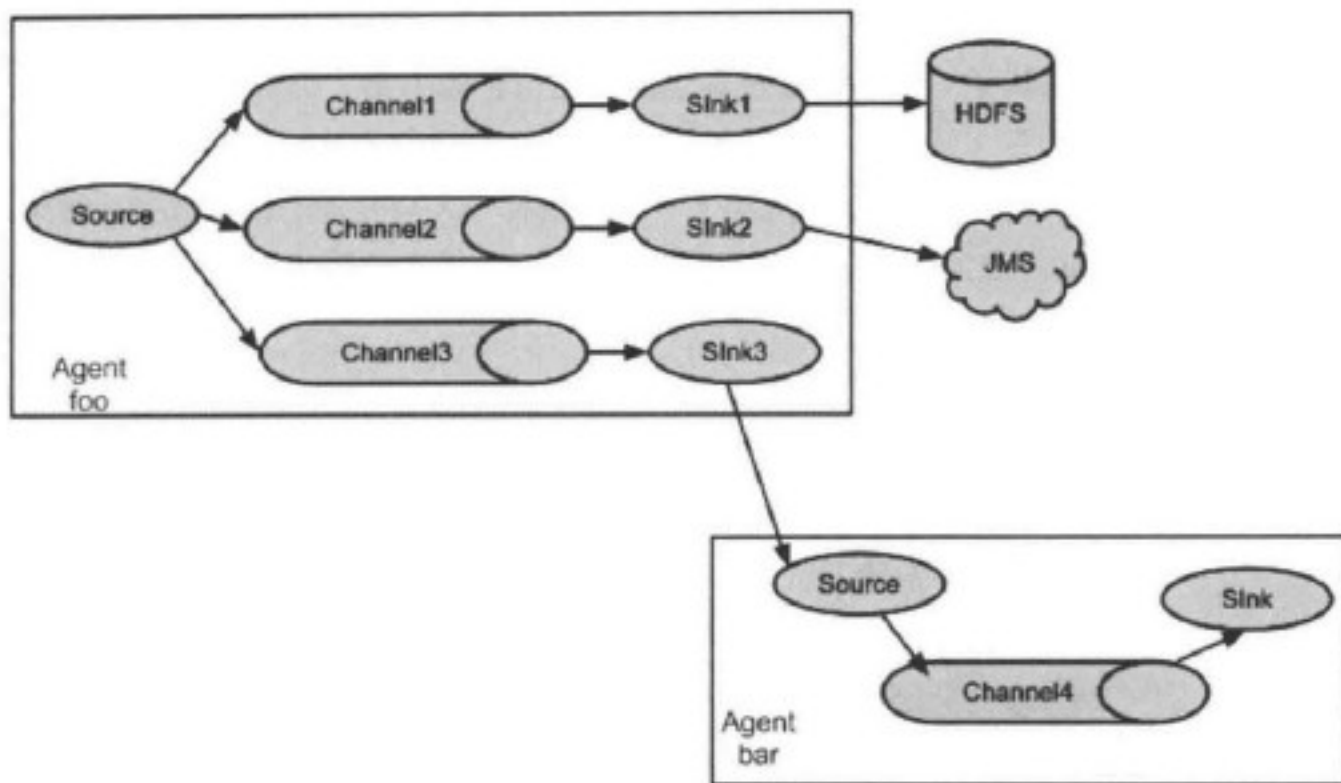 Channel1
Sink1
HDFS
Source
Channel2
Sink2
JMS
Channel3
Sink3
Agent
foo
Source
Sink
Channel4
Agent
bar